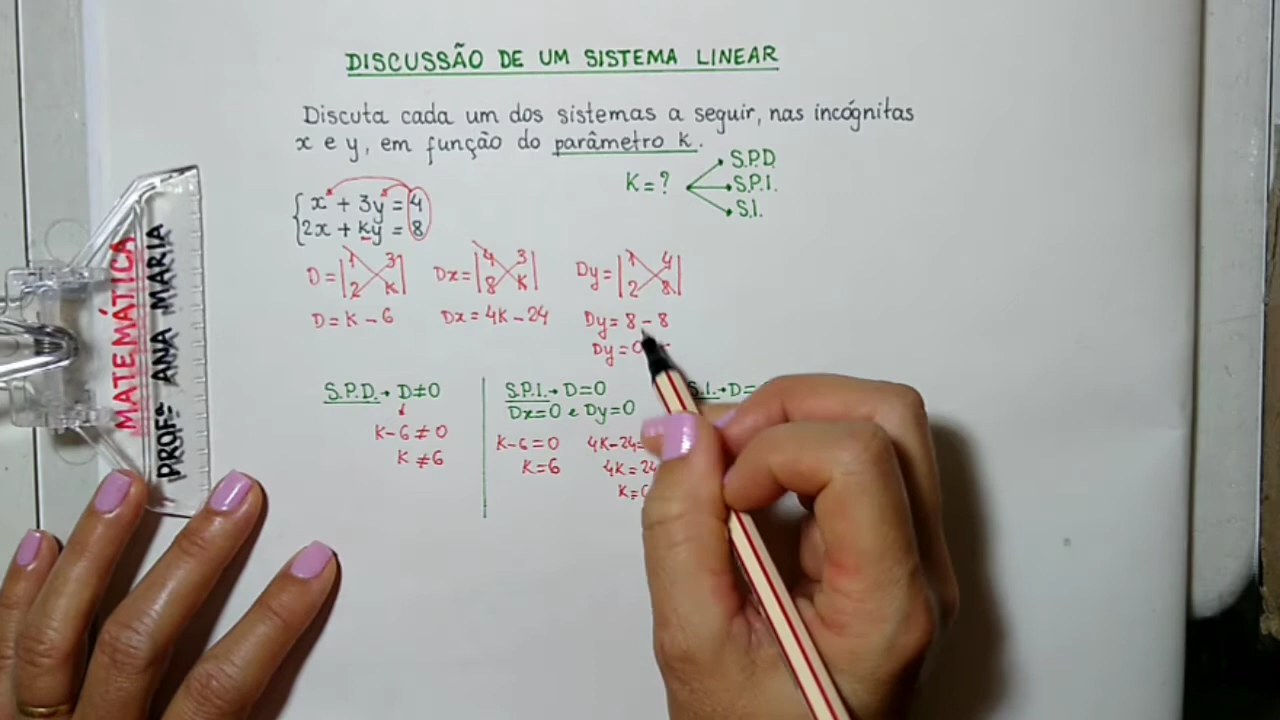 DISCUSSÃO DE UM SISTEMA LINEAR
Discuta cada um dos sistemas a seguir, nas incógnitas
x e y, em função do parâmetro k.
K = ?
S.P.D.
S.P.I.
S.I.
x + 3y = 4
2x + ky = 8
D = |1 3|
|2 K|
Dx = |4 3|
|8 K|
Dy = |1 4|
|2 8|
D = K - 6
Dx = 4K - 24
Dy = 8 - 8
Dy = 0
S.P.D. → D ≠ 0
K - 6 ≠ 0
K ≠ 6
S.P.I. → D = 0
Dx = 0 e Dy = 0
K - 6 = 0
K = 6
4K - 24 =
4K = 24
K =
S.I. → D =
MATEMÁTICA
PROFª ANA MARIA